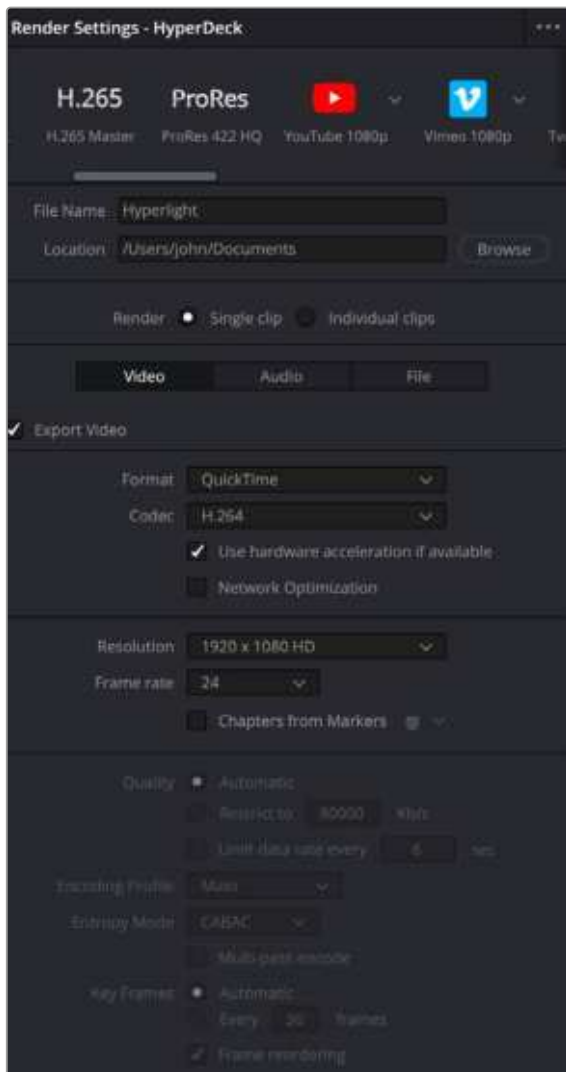 Render Settings - HyperDeck
H.265 ProRes
H.265 Master ProRes 422 HQ YouTube 1080p Vimeo 1080p
File Name Hyperlight
Location /Users/john/Documents Browse
Render Single clip Individual clips
Video Audio File
Export Video
Format QuickTime
Codec H.264
Use hardware acceleration if available
Network Optimization
Resolution 1920 x 1080 HD
Frame rate 24
Chapters from Markers
Quality Automatic
Restrict to 80000 Kb/s
Limit data rate every 6 sec
Encoding Profile Main
Entropy Mode CABAC
Multi-pass encode
Key Frames Automatic
Every 30 frames
Frame reordering